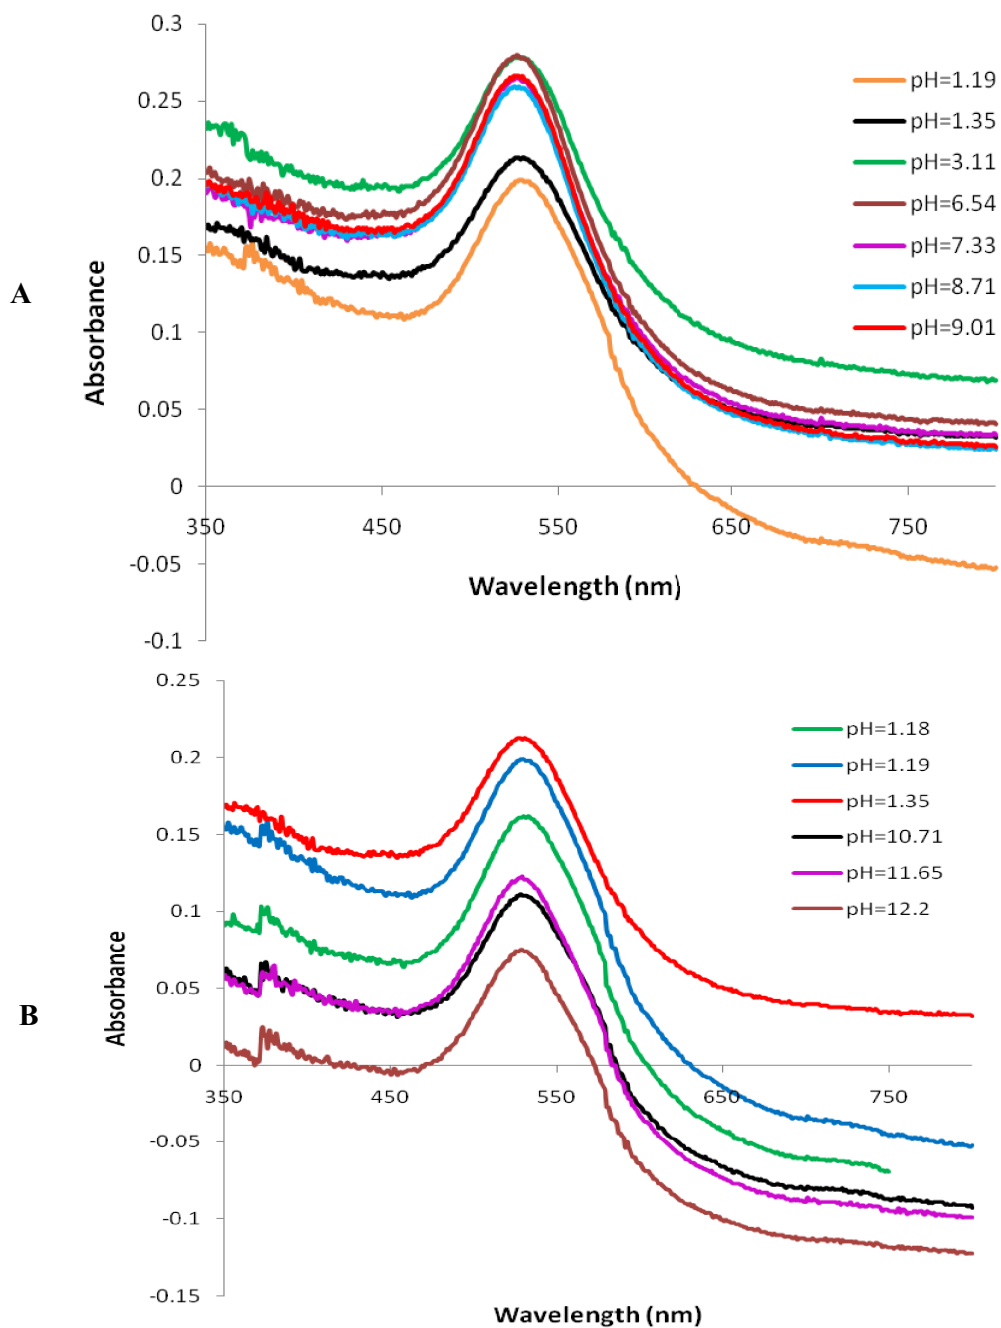 0.3
0.25
0.2
0.15
0.1
0.05
0
-0.05
-0.1
350
450
550
650
750
Absorbance
Wavelength (nm)
pH=1.19
pH=1.35
pH=3.11
pH=6.54
pH=7.33
pH=8.71
pH=9.01
A
0.25
0.2
0.15
0.1
0.05
0
-0.05
-0.1
-0.15
350
450
550
650
750
Absorbance
Wavelength (nm)
pH=1.18
pH=1.19
pH=1.35
pH=10.71
pH=11.65
pH=12.2
B